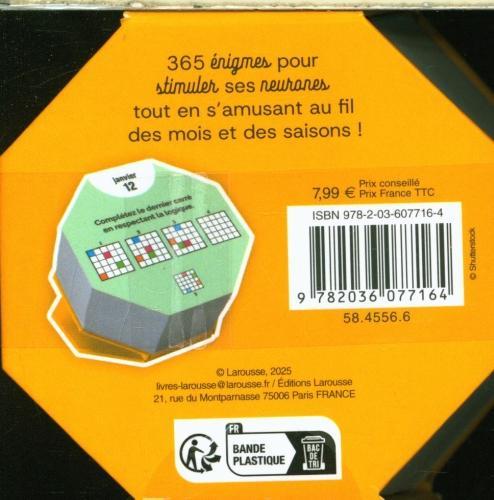 365 énigmes pour
stimuler ses neurones
tout en s'amusant au fil
des mois et des saisons !
janvier
12
Complétez le dernier carré
en respectant la logique.
7,99 € Prix conseillé
Prix France TTC
ISBN 978-2-03-607716-4
9 782036 077164
58.4556.6
© Shutterstock
© Larousse, 2025
livres-larousse@larousse.fr / Éditions Larousse
21, rue du Montparnasse 75006 Paris FRANCE
FR
BANDE
PLASTIQUE
BAC
DE
TRI